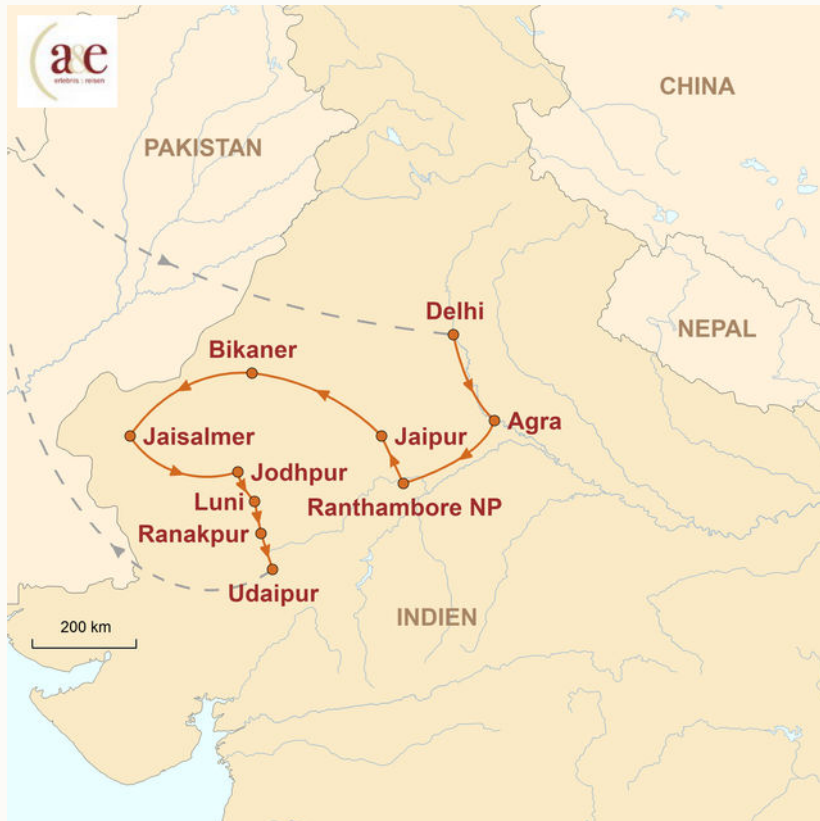 a&e
erlebnis : reisen
CHINA
PAKISTAN
Delhi
NEPAL
Bikaner
Agra
Jaisalmer
Jaipur
Jodhpur
Luni
Ranthambore NP
Ranakpur
Udaipur
INDIEN
200 km